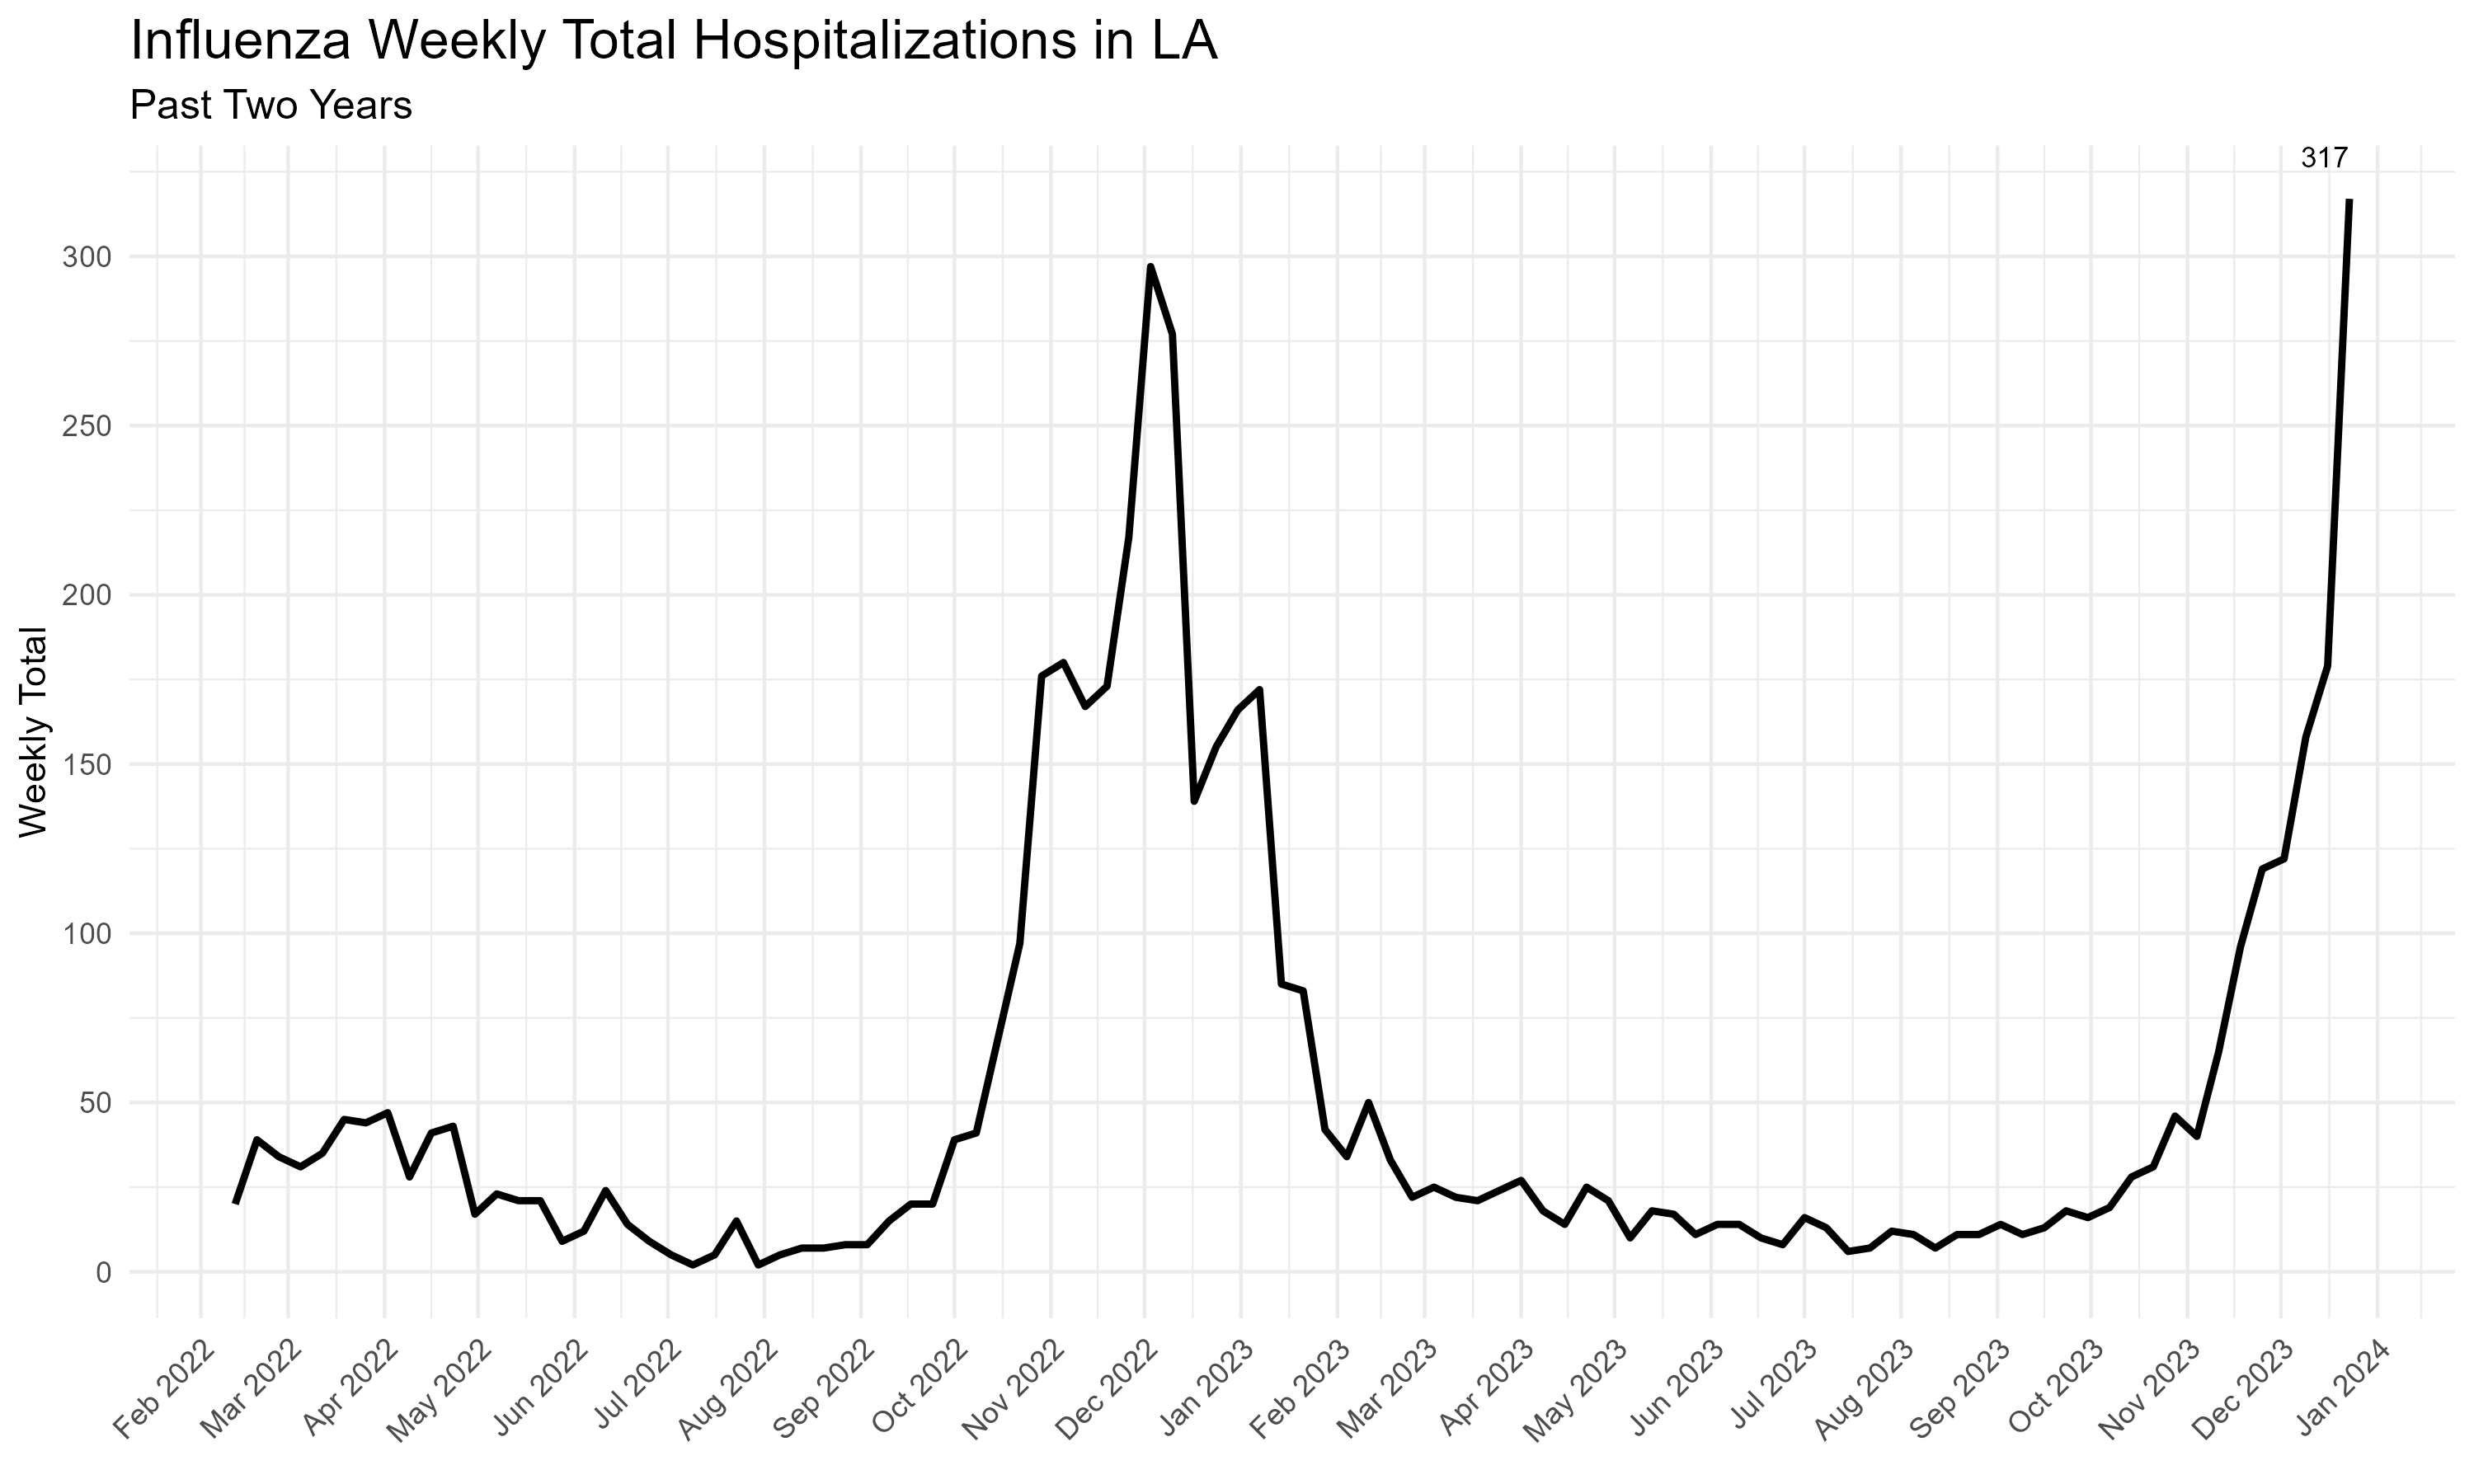 Influenza Weekly Total Hospitalizations in LA
Past Two Years
317
300
250
200
150
100
50
0
Weekly Total
Feb 2022
Mar 2022
Apr 2022
May 2022
Jun 2022
Jul 2022
Aug 2022
Sep 2022
Oct 2022
Nov 2022
Dec 2022
Jan 2023
Feb 2023
Mar 2023
Apr 2023
May 2023
Jun 2023
Jul 2023
Aug 2023
Sep 2023
Oct 2023
Nov 2023
Dec 2023
Jan 2024